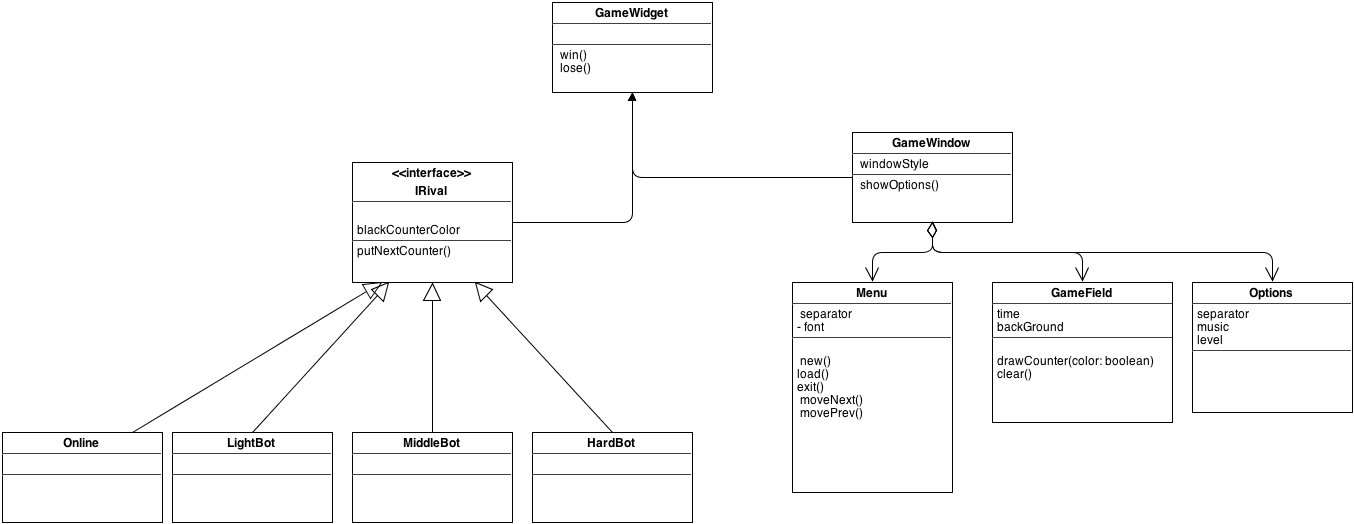 GameWidget
win()
lose()
GameWindow
windowStyle
showOptions()
<<interface>>
IRival
blackCounterColor
putNextCounter()
Menu
separator
- font
new()
load()
exit()
moveNext()
movePrev()
GameField
time
backGround
drawCounter(color: boolean)
clear()
Options
separator
music
level
Online
LightBot
MiddleBot
HardBot